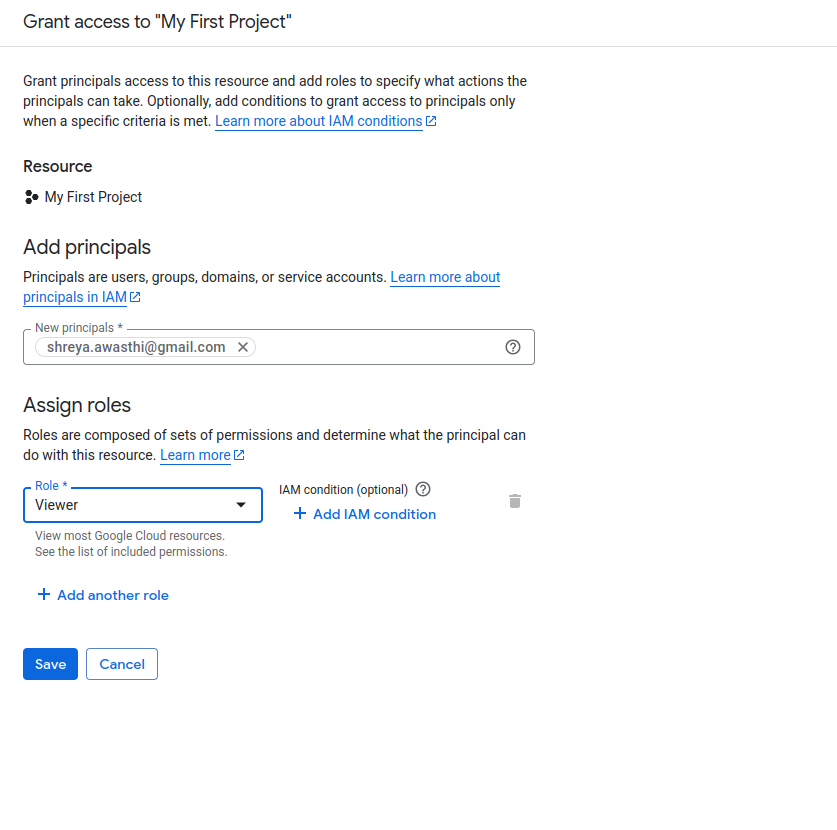 Grant access to "My First Project"
Grant principals access to this resource and add roles to specify what actions the
principals can take. Optionally, add conditions to grant access to principals only
when a specific criteria is met. Learn more about IAM conditions
Resource
My First Project
Add principals
Principals are users, groups, domains, or service accounts. Learn more about
principals in IAM
New principals *
shreya.awasthi@gmail.com
Assign roles
Roles are composed of sets of permissions and determine what the principal can
do with this resource. Learn more
Role *
Viewer
IAM condition (optional)
+ Add IAM condition
View most Google Cloud resources.
See the list of included permissions.
+ Add another role
Save
Cancel